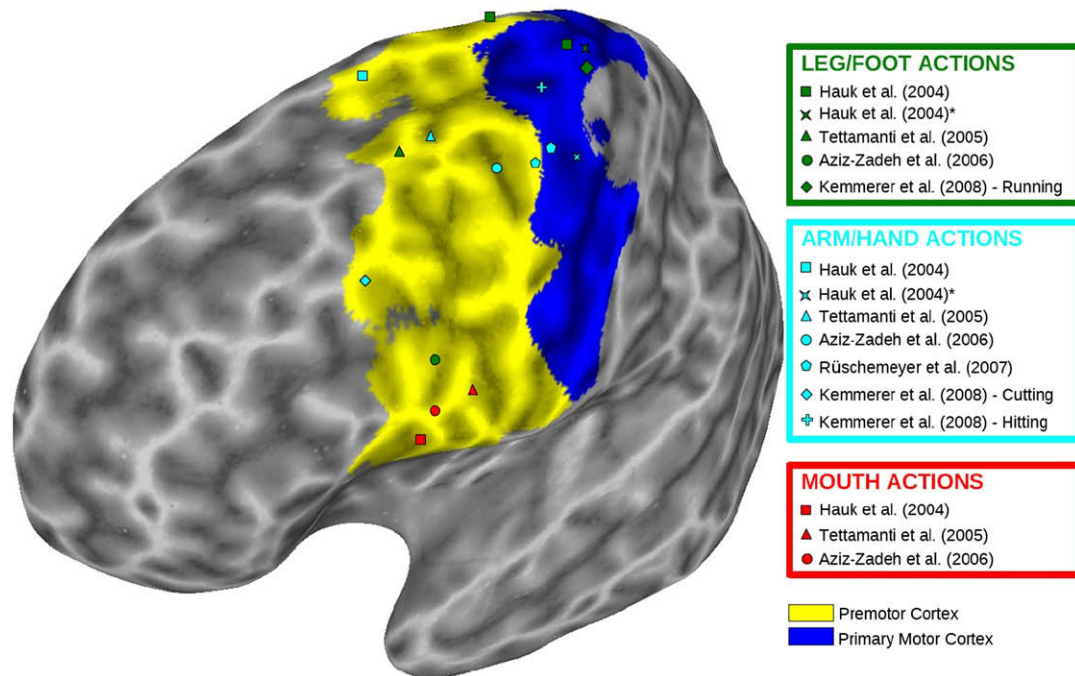 LEG/FOOT ACTIONS
Hauk et al. (2004)
Hauk et al. (2004)*
Tettamanti et al. (2005)
Aziz-Zadeh et al. (2006)
Kemmerer et al. (2008) - Running
ARM/HAND ACTIONS
Hauk et al. (2004)
Hauk et al. (2004)*
Tettamanti et al. (2005)
Aziz-Zadeh et al. (2006)
Rüschemeyer et al. (2007)
Kemmerer et al. (2008) - Cutting
Kemmerer et al. (2008) - Hitting
MOUTH ACTIONS
Hauk et al. (2004)
Tettamanti et al. (2005)
Aziz-Zadeh et al. (2006)
Premotor Cortex
Primary Motor Cortex